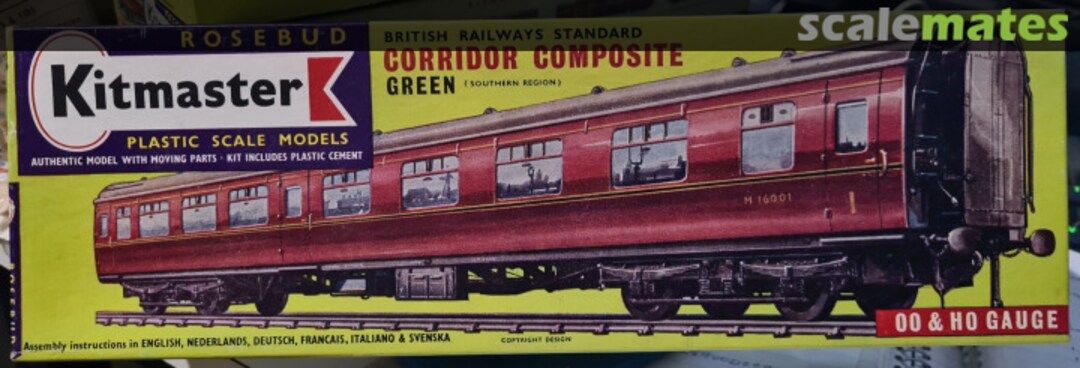 scalemates
ROSEBUD
Kitmaster
PLASTIC SCALE MODELS
AUTHENTIC MODEL WITH MOVING PARTS · KIT INCLUDES PLASTIC CEMENT
BRITISH RAILWAYS STANDARD
CORRIDOR COMPOSITE
GREEN (SOUTHERN REGION)
M 16001
OO & HO GAUGE
Assembly instructions in ENGLISH, NEDERLANDS, DEUTSCH, FRANCAIS, ITALIANO & SVENSKA
COPYRIGHT DESIGN